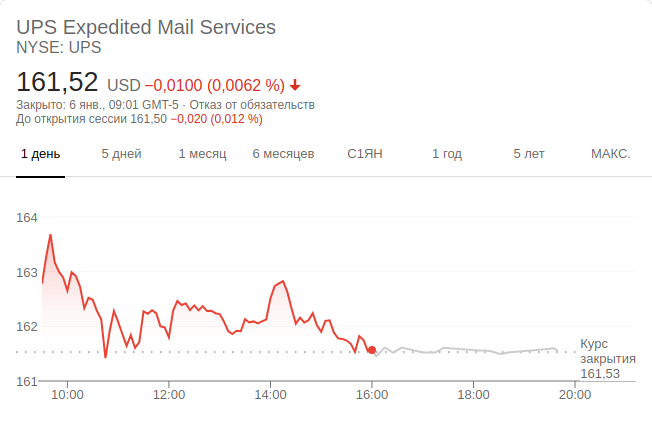 UPS Expedited Mail Services
NYSE: UPS
161,52 USD −0,0100 (0,0062 %)
Закрыто: 6 янв., 09:01 GMT-5 · Отказ от обязательств
До открытия сессии 161,50 −0,020 (0,012 %)
1 день 5 дней 1 месяц 6 месяцев С1ЯН 1 год 5 лет МАКС.
164
163
162
161
Курс
закрытия
161,53
10:00 12:00 14:00 16:00 18:00 20:00